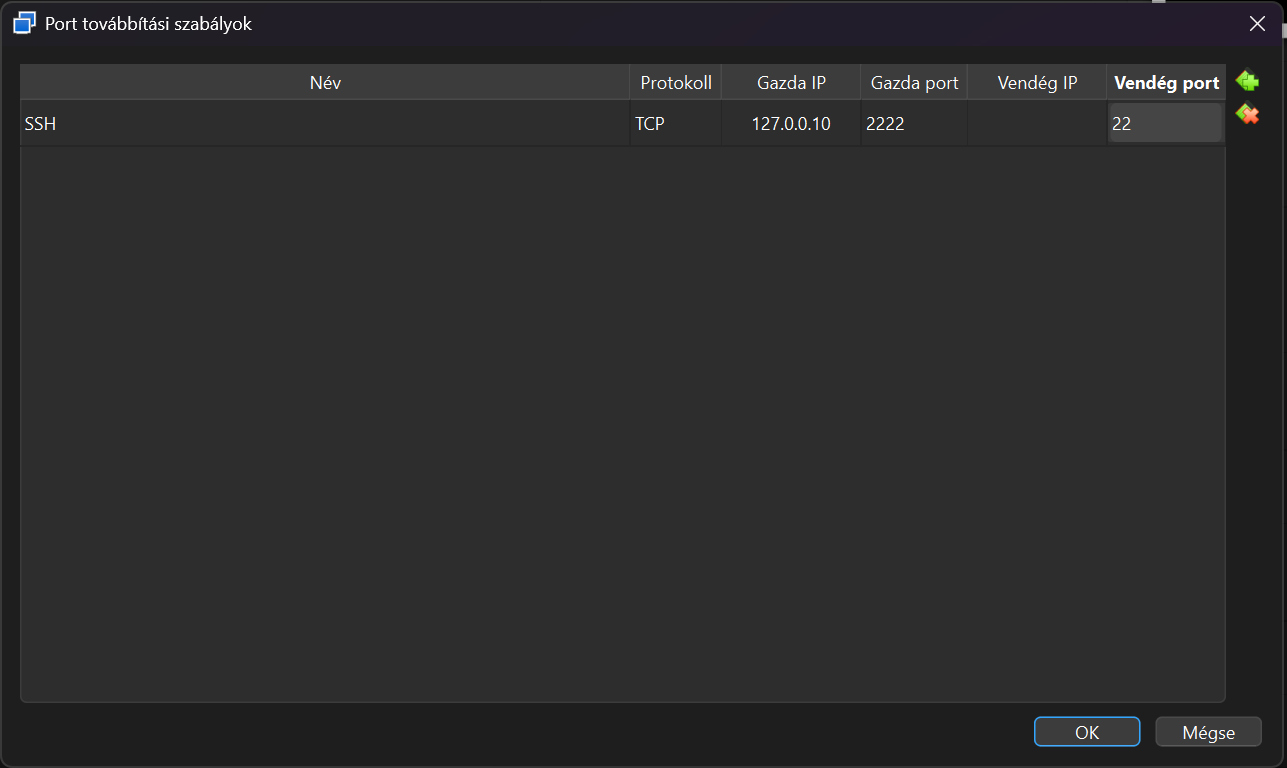 Port továbbítási szabályok
Név Protokoll Gazda IP Gazda port Vendég IP Vendég port
SSH TCP 127.0.0.10 2222 22
OK Mégse